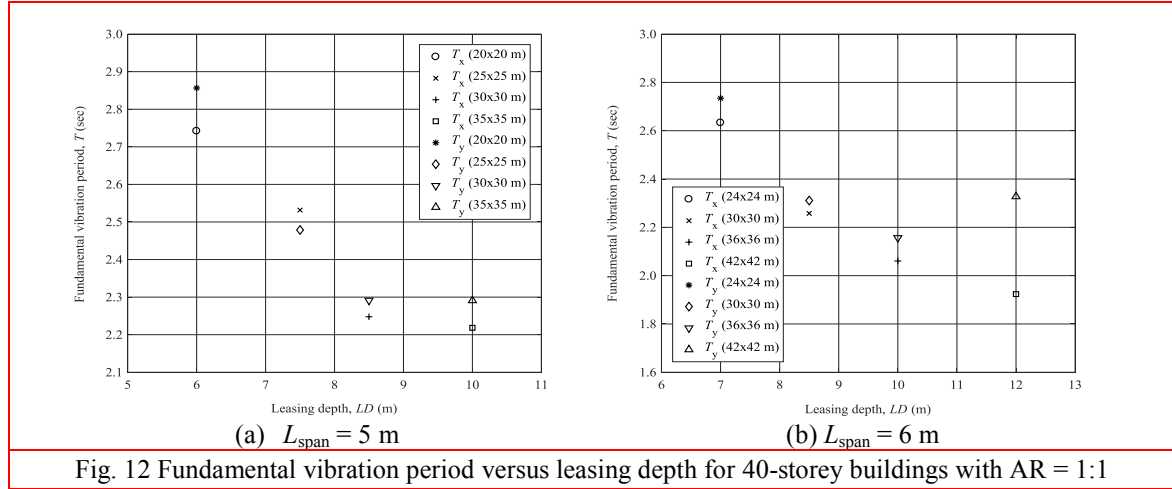 3.0
2.9
2.8
2.7
2.6
2.5
2.4
2.3
2.2
2.1
5 6 7 8 9 10 11
Fundamental vibration period, T (sec)
Leasing depth, LD (m)
Tx (20x20 m)
Tx (25x25 m)
Tx (30x30 m)
Tx (35x35 m)
Ty (20x20 m)
Ty (25x25 m)
Ty (30x30 m)
Ty (35x35 m)
(a) Lspan = 5 m
3.0
2.8
2.6
2.4
2.2
2.0
1.8
1.6
6 7 8 9 10 11 12 13
Fundamental vibration period, T (sec)
Leasing depth, LD (m)
Tx (24x24 m)
Tx (30x30 m)
Tx (36x36 m)
Tx (42x42 m)
Ty (24x24 m)
Ty (30x30 m)
Ty (36x36 m)
Ty (42x42 m)
(b) Lspan = 6 m
Fig. 12 Fundamental vibration period versus leasing depth for 40-storey buildings with AR = 1:1